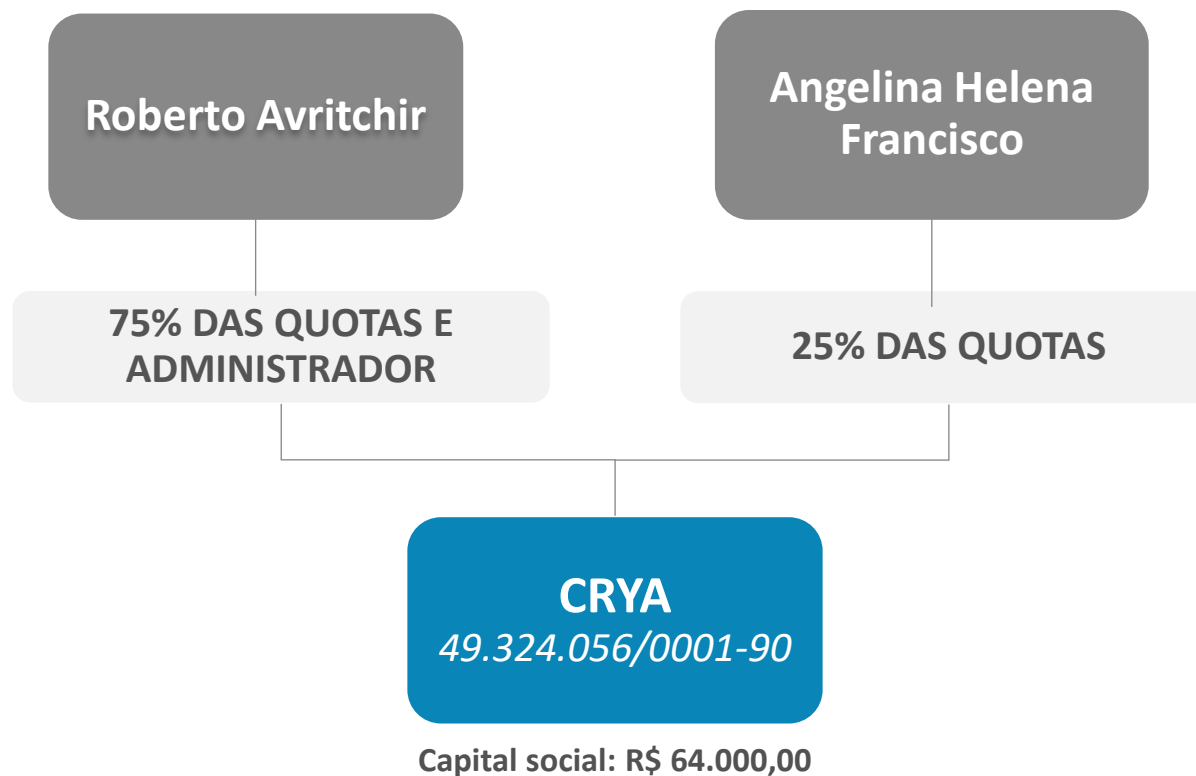 Roberto Avritchir
Angelina Helena
Francisco
75% DAS QUOTAS E
ADMINISTRADOR
25% DAS QUOTAS
CRYA
49.324.056/0001-90
Capital social: R$ 64.000,00